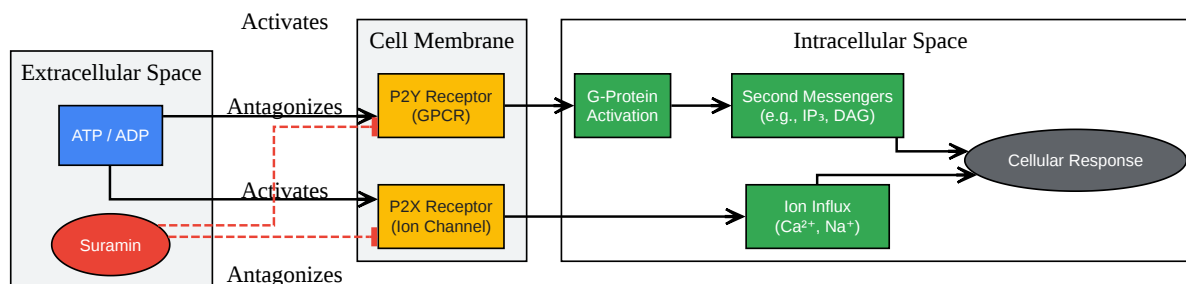 Activates
Cell Membrane
Intracellular Space
Extracellular Space
P2Y Receptor
(GPCR)
G-Protein
Activation
Second Messengers
(e.g., IP₃, DAG)
Antagonizes
ATP / ADP
Cellular Response
Activates
P2X Receptor
(Ion Channel)
Ion Influx
(Ca²⁺, Na⁺)
Suramin
Antagonizes